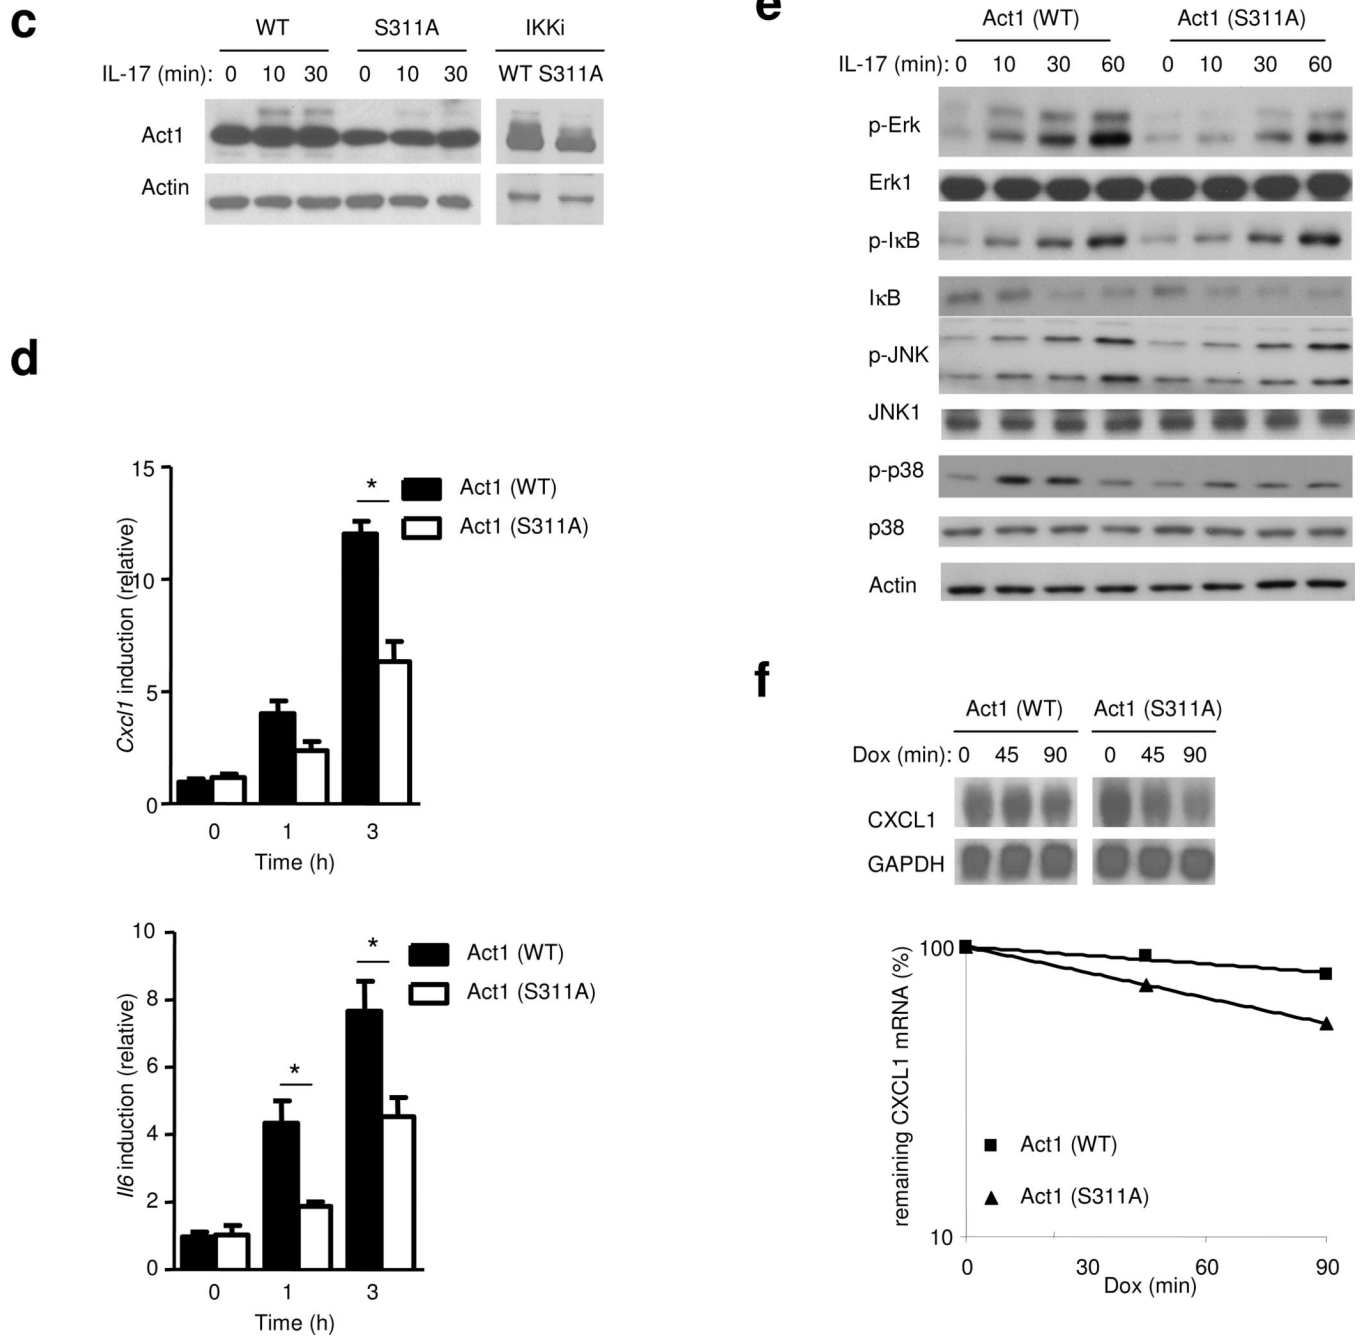 c
WT S311A IKKi
IL-17 (min): 0 10 30 0 10 30 WT S311A
Act1
Actin
d
15
10
5
0
Cxcl1 induction (relative)
*
Act1 (WT)
Act1 (S311A)
0 1 3
Time (h)
10
8
6
4
2
0
Il6 induction (relative)
*
*
Act1 (WT)
Act1 (S311A)
0 1 3
Time (h)
e
Act1 (WT) Act1 (S311A)
IL-17 (min): 0 10 30 60 0 10 30 60
p-Erk
Erk1
p-IκB
IκB
p-JNK
JNK1
p-p38
p38
Actin
f
Act1 (WT) Act1 (S311A)
Dox (min): 0 45 90 0 45 90
CXCL1
GAPDH
100
10
remaining CXCL1 mRNA (%)
Act1 (WT)
Act1 (S311A)
0 30 60 90
Dox (min)